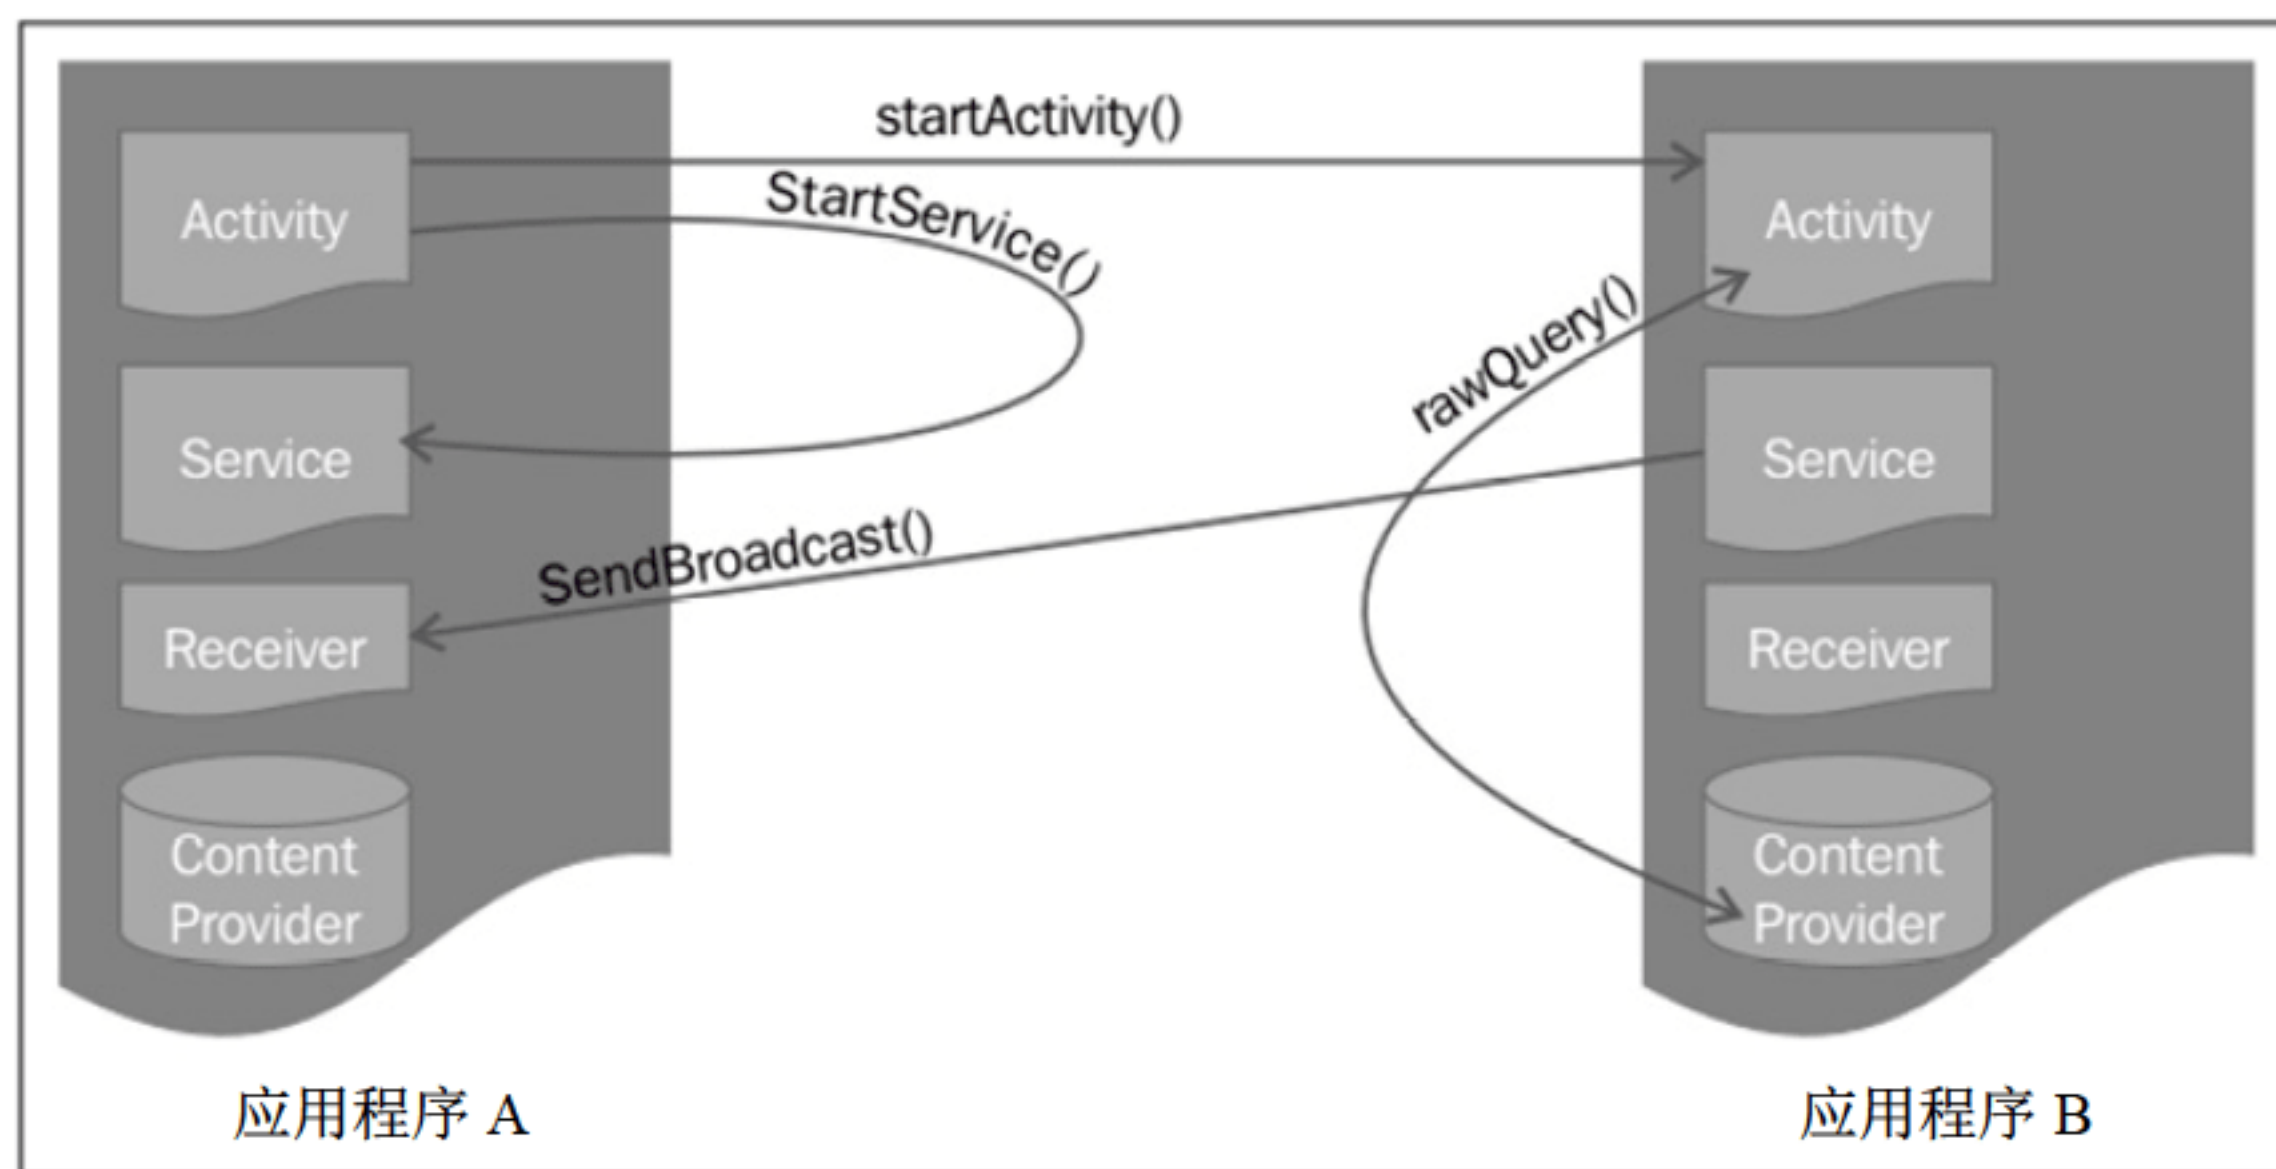 startActivity()
StartService()
rawQuery()
SendBroadcast()
Activity
Service
Receiver
Content
Provider
应用程序 A
Activity
Service
Receiver
Content
Provider
应用程序 B